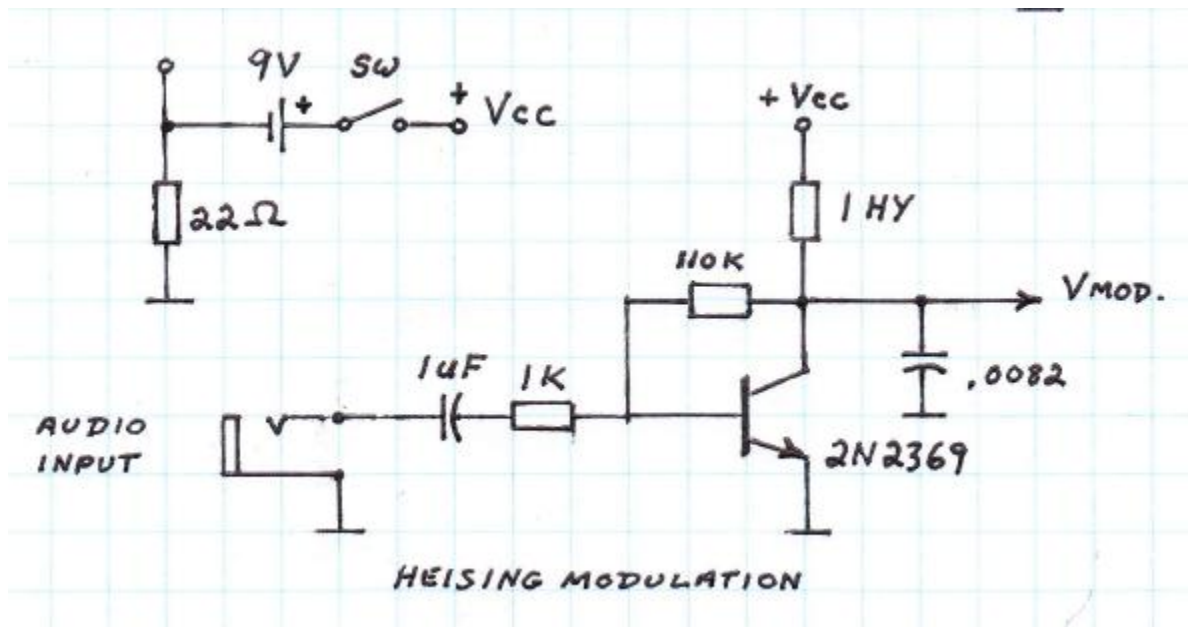 9V
SW
+
+
Vcc
22Ω
+ Vcc
1 HY
110K
VMOD.
.0082
1uF
1K
AUDIO
INPUT
V
2N2369
HEISING MODULATION